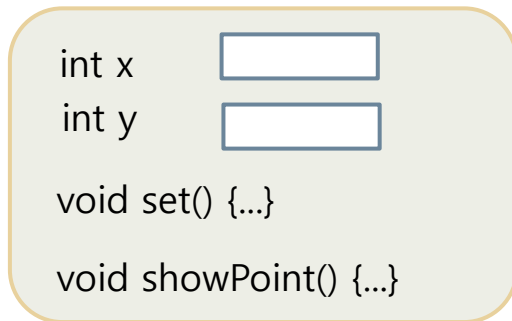 int x
int y
void set() {...}
void showPoint() {...}